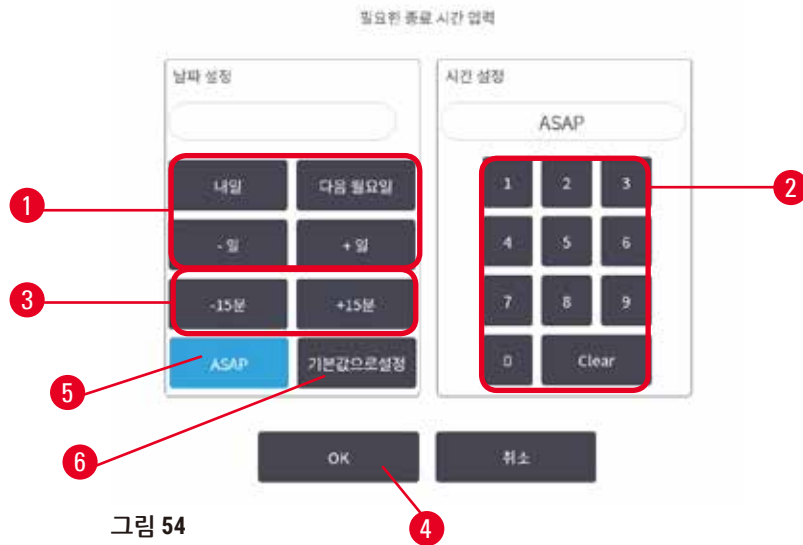 필요한 종료 시간 입력
날짜 설정
시간 설정
ASAP
내일
다음 월요일
- 일
+ 일
-15분
+15분
ASAP
기본값으로설정
1 2 3
4 5 6
7 8 9
0 Clear
OK
취소
1
2
3
4
5
6
그림 54